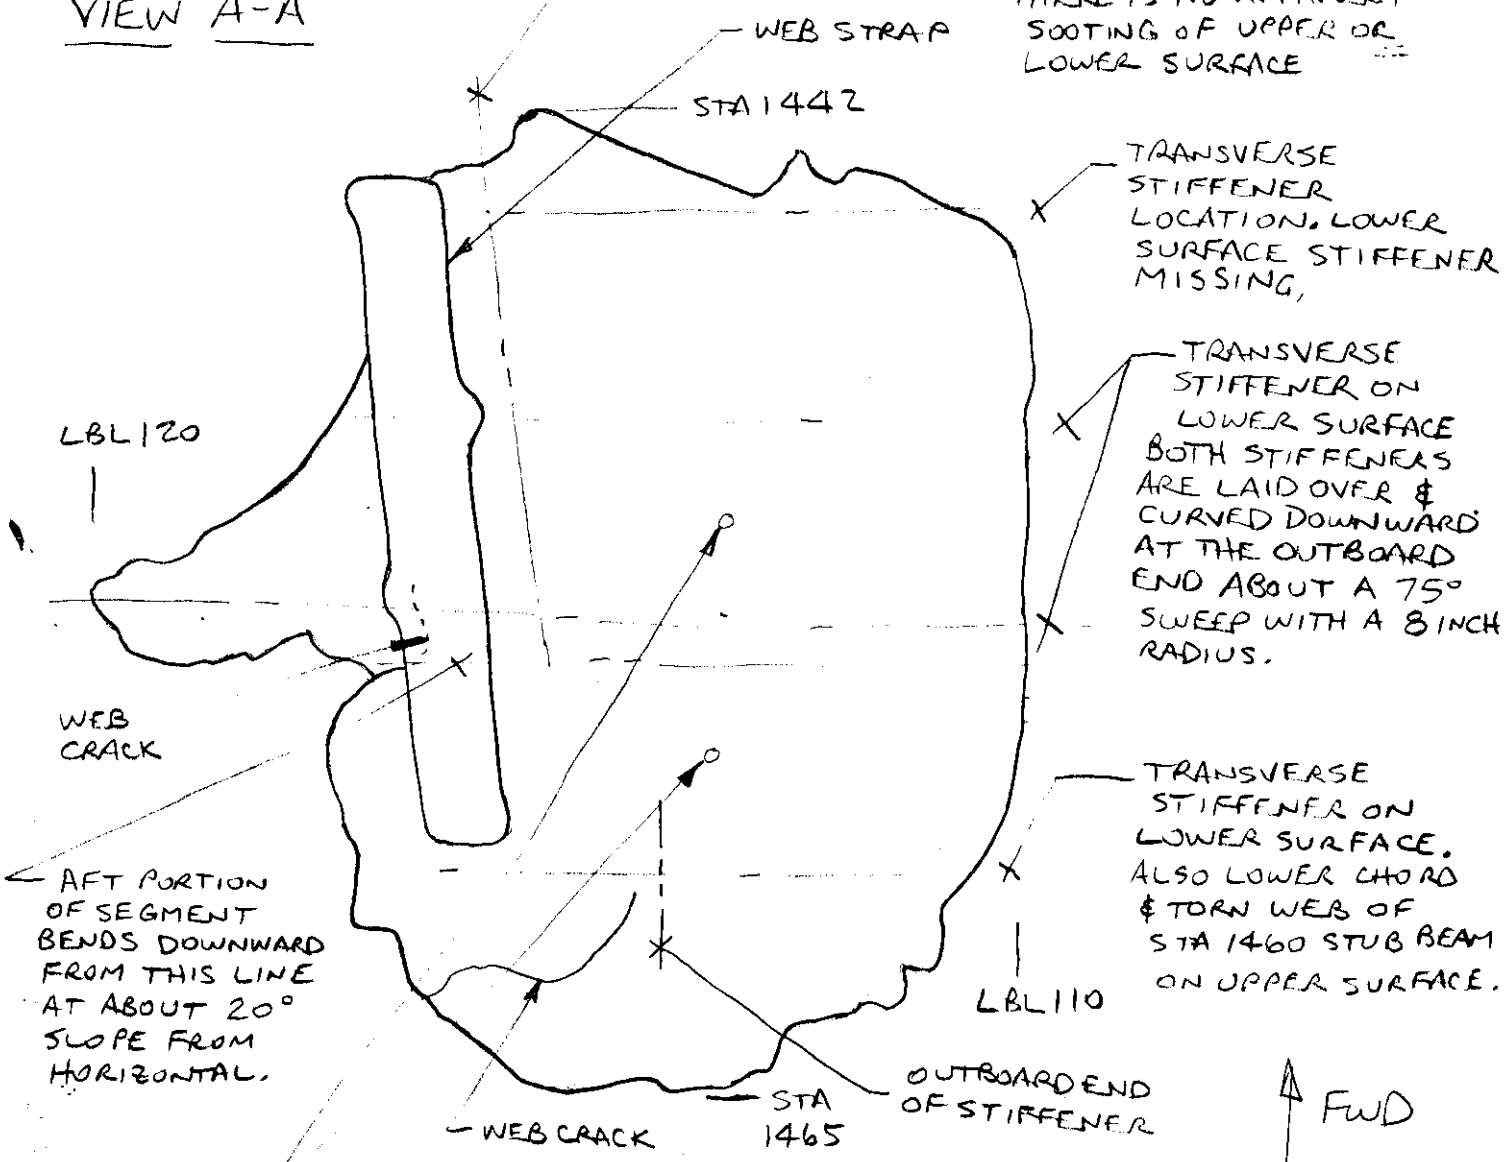 VIEW A-A
SOOTING OF UPPER OR
LOWER SURFACE
WEB STRAP
STA 1442
TRANSVERSE
STIFFENER
LOCATION. LOWER
SURFACE STIFFENER
MISSING,
TRANSVERSE
STIFFENER ON
LOWER SURFACE
BOTH STIFFENERS
ARE LAID OVER &
CURVED DOWNWARD
AT THE OUTBOARD
END ABOUT A 75°
SWEEP WITH A 8 INCH
RADIUS.
LBL 120
WEB
CRACK
TRANSVERSE
STIFFENER ON
LOWER SURFACE.
ALSO LOWER CHORD
& TORN WEB OF
STA 1460 STUB BEAM
ON UPPER SURFACE.
AFT PORTION
OF SEGMENT
BENDS DOWNWARD
FROM THIS LINE
AT ABOUT 20°
SLOPE FROM
HORIZONTAL.
LBL 110
OUTBOARD END
OF STIFFENER
STA
1465
WEB CRACK
FWD